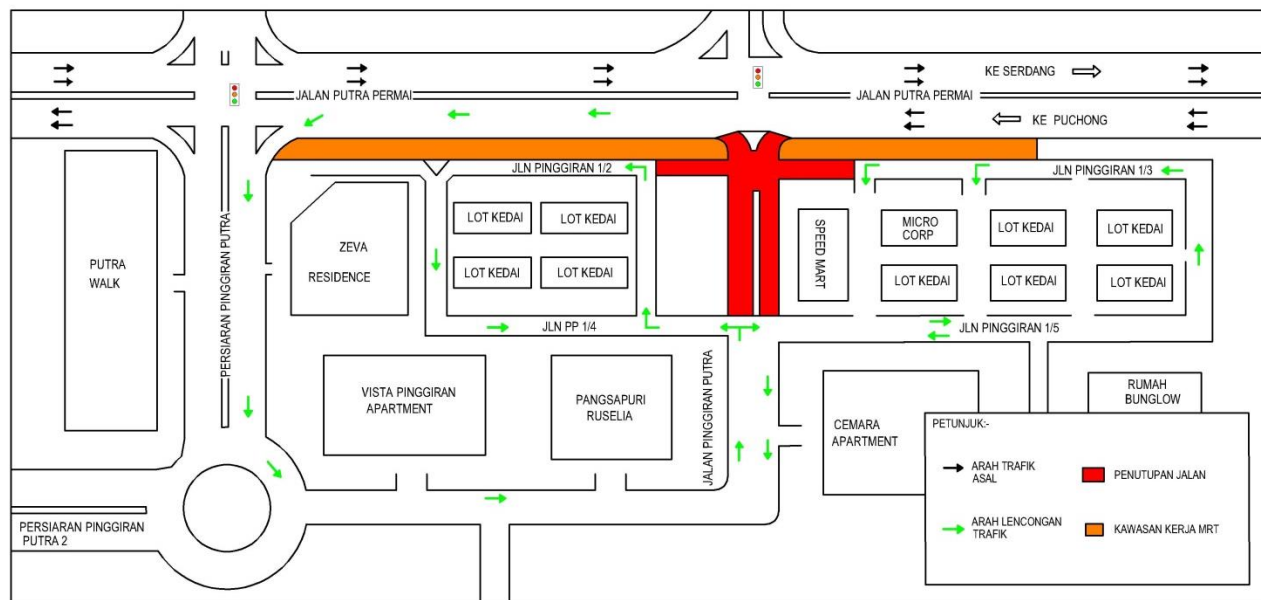 KE SERDANG
JALAN PUTRA PERMAI
JALAN PUTRA PERMAI
KE PUCHONG
JLN PINGGIRAN 1/2
JLN PINGGIRAN 1/3
PERSIARAN PINGGIRAN PUTRA
PUTRA
WALK
ZEVA
RESIDENCE
LOT KEDAI
LOT KEDAI
LOT KEDAI
LOT KEDAI
SPEED MART
MICRO
CORP
LOT KEDAI
LOT KEDAI
LOT KEDAI
LOT KEDAI
LOT KEDAI
JLN PP 1/4
JLN PINGGIRAN 1/5
VISTA PINGGIRAN
APARTMENT
PANGSAPURI
RUSELIA
JALAN PINGGIRAN PUTRA
CEMARA
APARTMENT
RUMAH
BUNGLOW
PERSIARAN PINGGIRAN
PUTRA 2
PETUNJUK:-
ARAH TRAFIK
ASAL
PENUTUPAN JALAN
ARAH LENCONGAN
TRAFIK
KAWASAN KERJA MRT